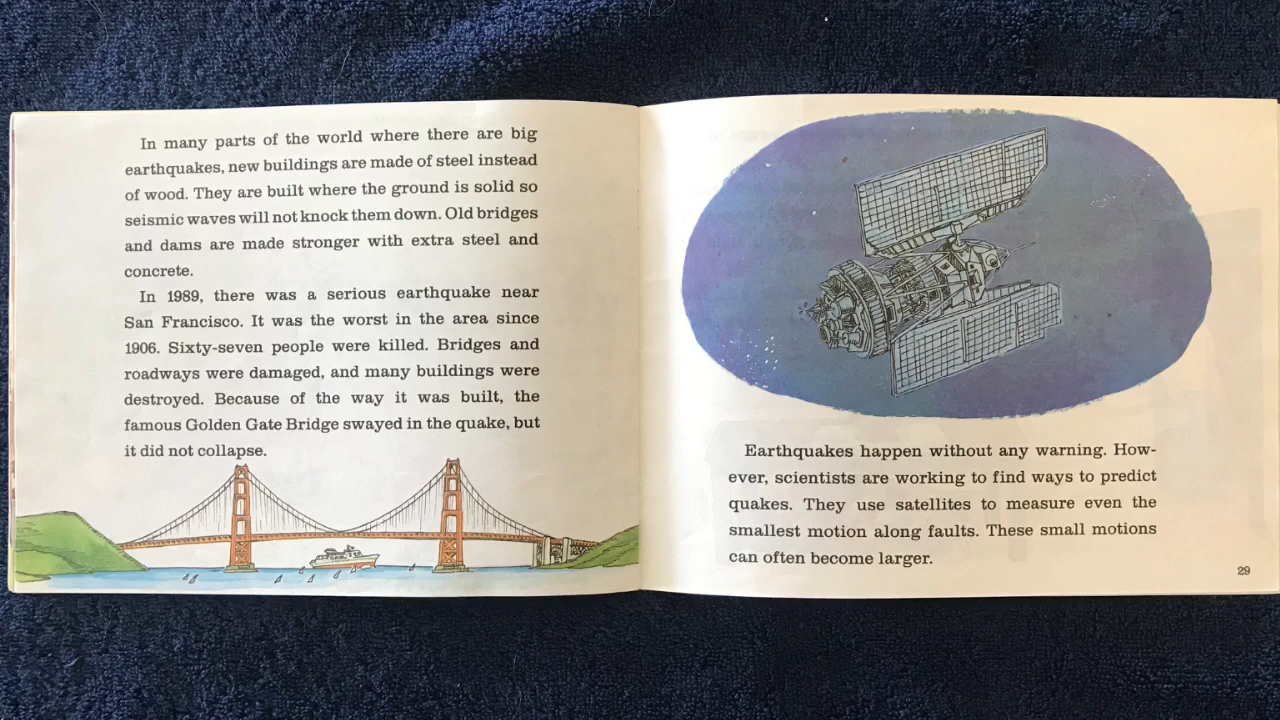 In many parts of the world where there are big
earthquakes, new buildings are made of steel instead
of wood. They are built where the ground is solid so
seismic waves will not knock them down. Old bridges
and dams are made stronger with extra steel and
concrete.
In 1989, there was a serious earthquake near
San Francisco. It was the worst in the area since
1906. Sixty-seven people were killed. Bridges and
roadways were damaged, and many buildings were
destroyed. Because of the way it was built, the
famous Golden Gate Bridge swayed in the quake, but
it did not collapse.
Earthquakes happen without any warning. How-
ever, scientists are working to find ways to predict
quakes. They use satellites to measure even the
smallest motion along faults. These small motions
can often become larger.
29